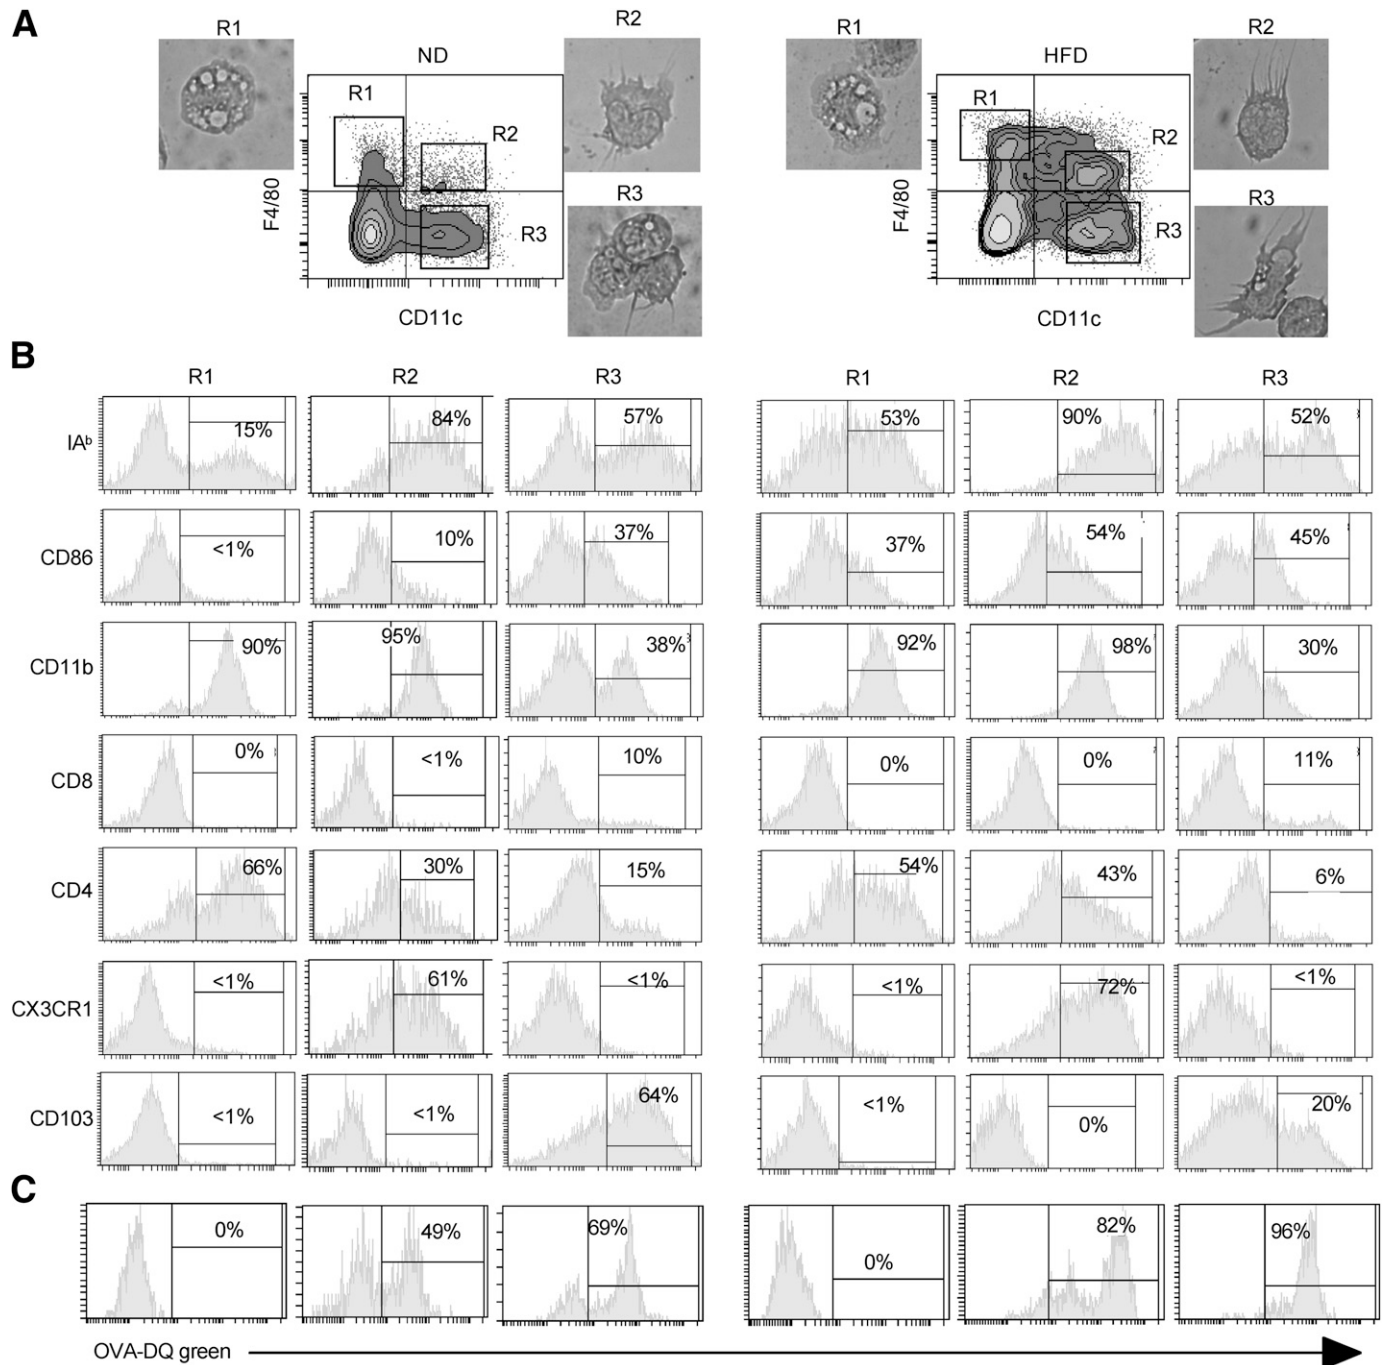 A
R1
ND
R2
R1
HFD
R2
R1
R2
R3
R3
F4/80
CD11c
R1
R2
R3
R3
F4/80
CD11c
B
R1 R2 R3 R1 R2 R3
IAᵇ 15% 84% 57% 53% 90% 52%
CD86 <1% 10% 37% 37% 54% 45%
CD11b 90% 95% 38% 92% 98% 30%
CD8 0% <1% 10% 0% 0% 11%
CD4 66% 30% 15% 54% 43% 6%
CX3CR1 <1% 61% <1% <1% 72% <1%
CD103 <1% <1% 64% <1% 0% 20%
C
0% 49% 69% 0% 82% 96%
OVA-DQ green